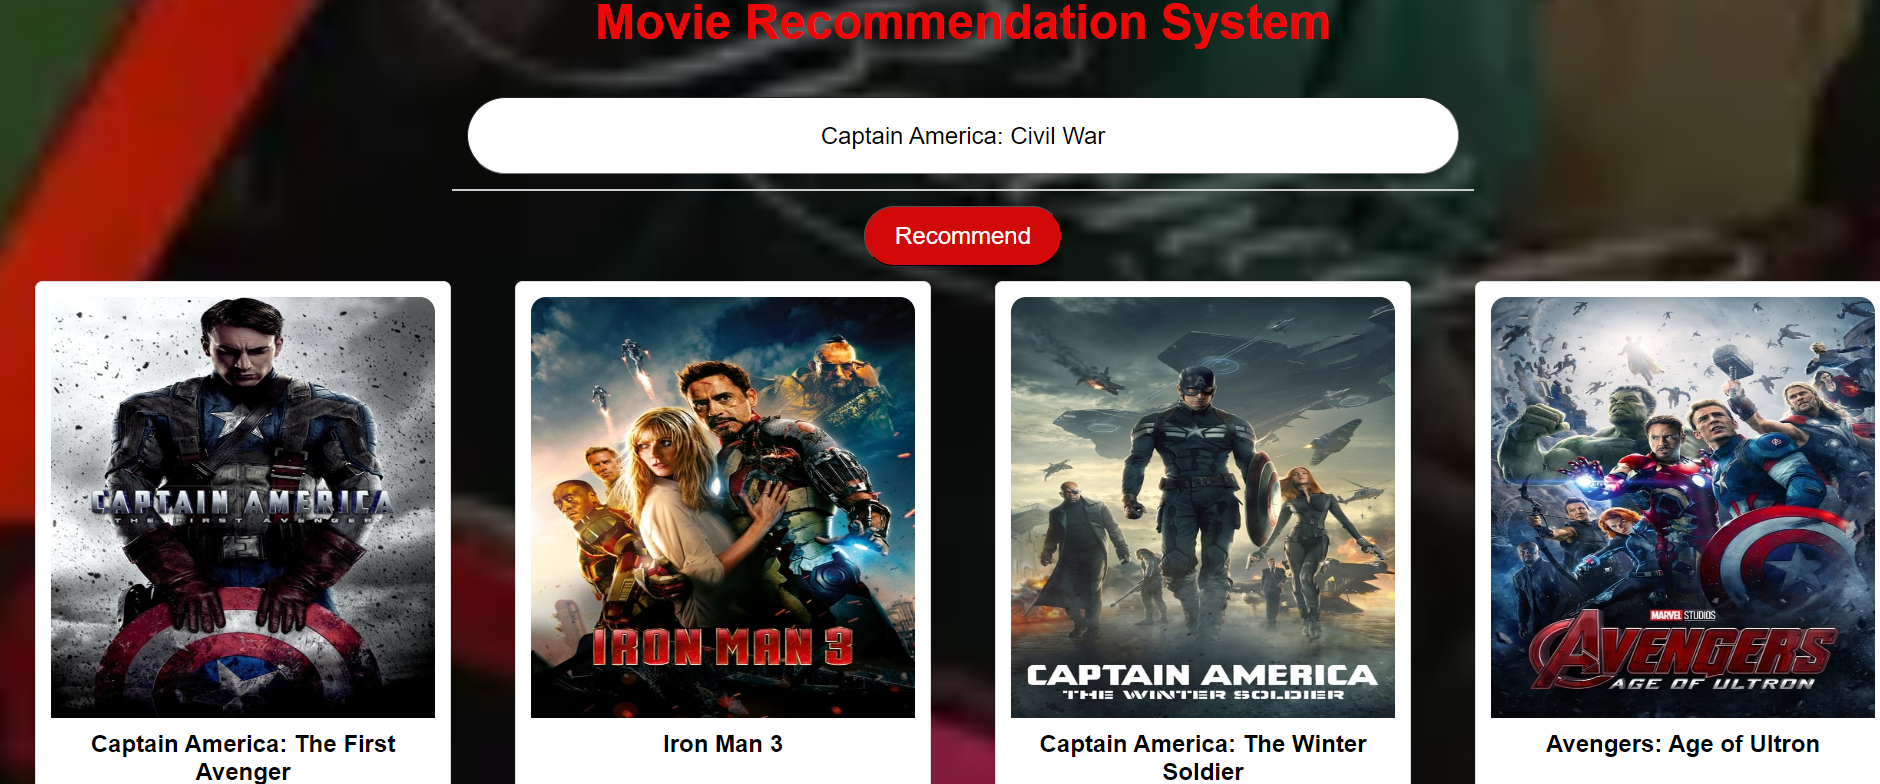 Movie Recommendation System
Captain America: Civil War
Recommend
CAPTAIN AMERICA
THE FIRST AVENGER
IRON MAN 3
CAPTAIN AMERICA
THE WINTER SOLDIER
MARVEL STUDIOS
AVENGERS
AGE OF ULTRON
Captain America: The First
Avenger
Iron Man 3
Captain America: The Winter
Soldier
Avengers: Age of Ultron